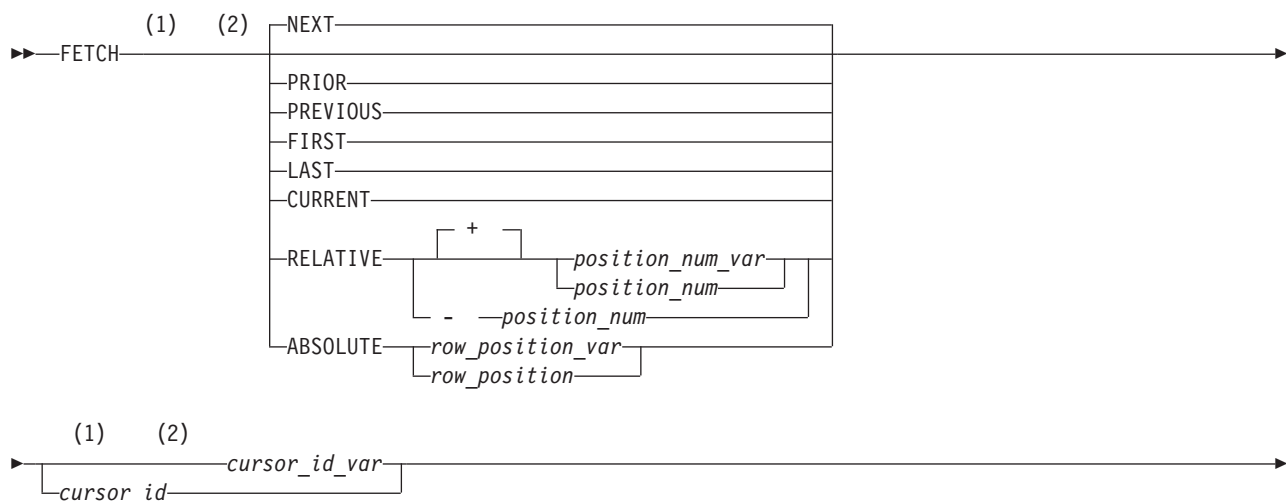 (1) (2) NEXT
FETCH
PRIOR
PREVIOUS
FIRST
LAST
CURRENT
+
RELATIVE position_num_var
position_num
- position_num
ABSOLUTE row_position_var
row_position
(1) (2)
cursor_id_var
cursor_id